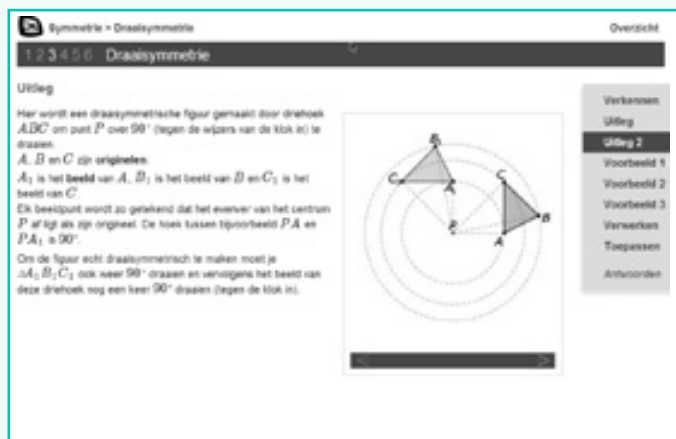 Symmetrie > Draaisymmetrie
Overzicht
1 2 3 4 5 6 Draaisymmetrie
Uitleg
Hier wordt een draaisymmetrische figuur gemaakt door driehoek
ABC om punt P over 90° (tegen de wijzers van de klok in) te
draaien.
A, B en C zijn originelen.
A₁ is het beeld van A, B₁ is het beeld van B en C₁ is het
beeld van C.
Elk beeldpunt wordt zo getekend dat het evenver van het centrum
P af ligt als zijn origineel. De hoek tussen bijvoorbeeld PA en
PA₁ is 90°.
Om de figuur echt draaisymmetrisch te maken moet je
△A₁B₁C₁ ook weer 90° draaien en vervolgens het beeld van
deze driehoek nog een keer 90° draaien (tegen de klok in).
B₁
C₁
A₁
C
B
P
A
< >
Verkennen
Uitleg
Uitleg 2
Voorbeeld 1
Voorbeeld 2
Voorbeeld 3
Verwerken
Toepassen
Antwoorden